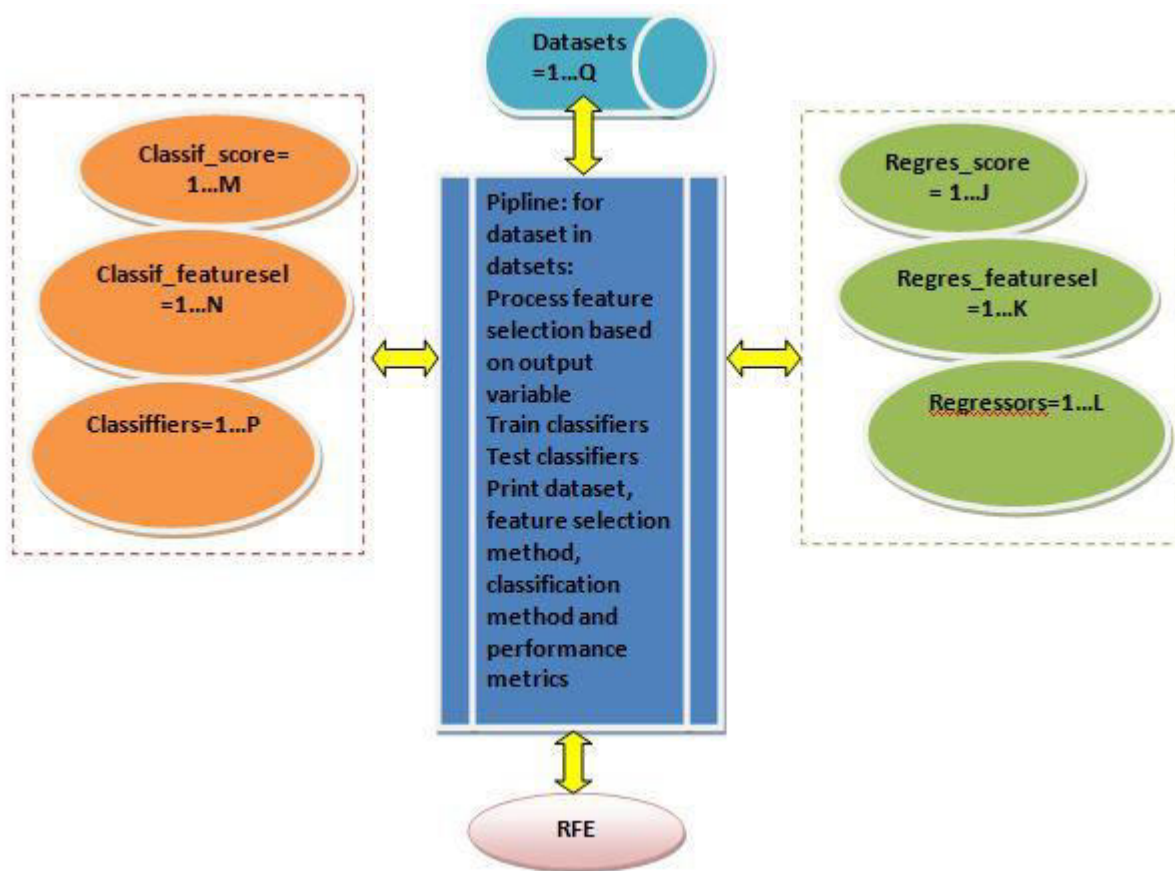 Datasets
=1...Q
Classif_score=
1...M
Classif_featuresel
=1...N
Classiffiers=1...P
Pipline: for
dataset in
datsets:
Process feature
selection based
on output
variable
Train classifiers
Test classifiers
Print dataset,
feature selection
method,
classification
method and
performance
metrics
Regres_score
= 1...J
Regres_featuresel
=1...K
Regressors=1...L
RFE